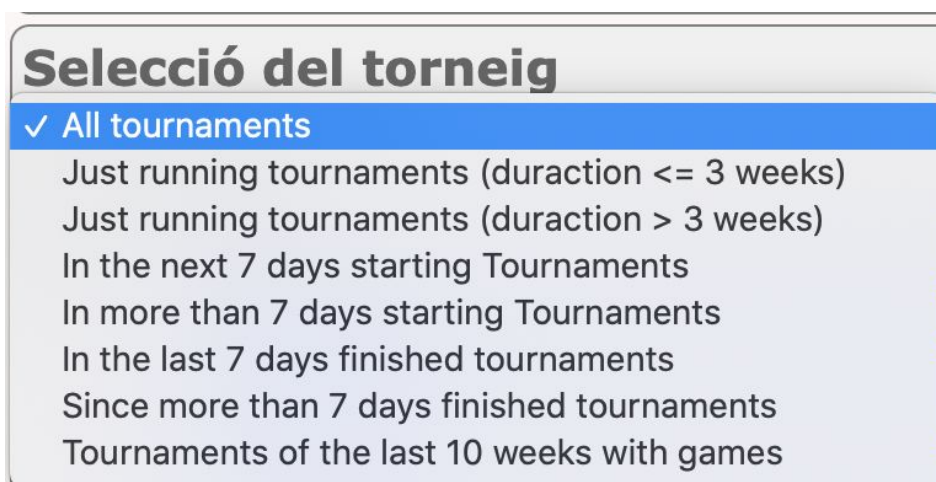 Selecció del torneig
✓ All tournaments
Just running tournaments (duraction <= 3 weeks)
Just running tournaments (duraction > 3 weeks)
In the next 7 days starting Tournaments
In more than 7 days starting Tournaments
In the last 7 days finished tournaments
Since more than 7 days finished tournaments
Tournaments of the last 10 weeks with games